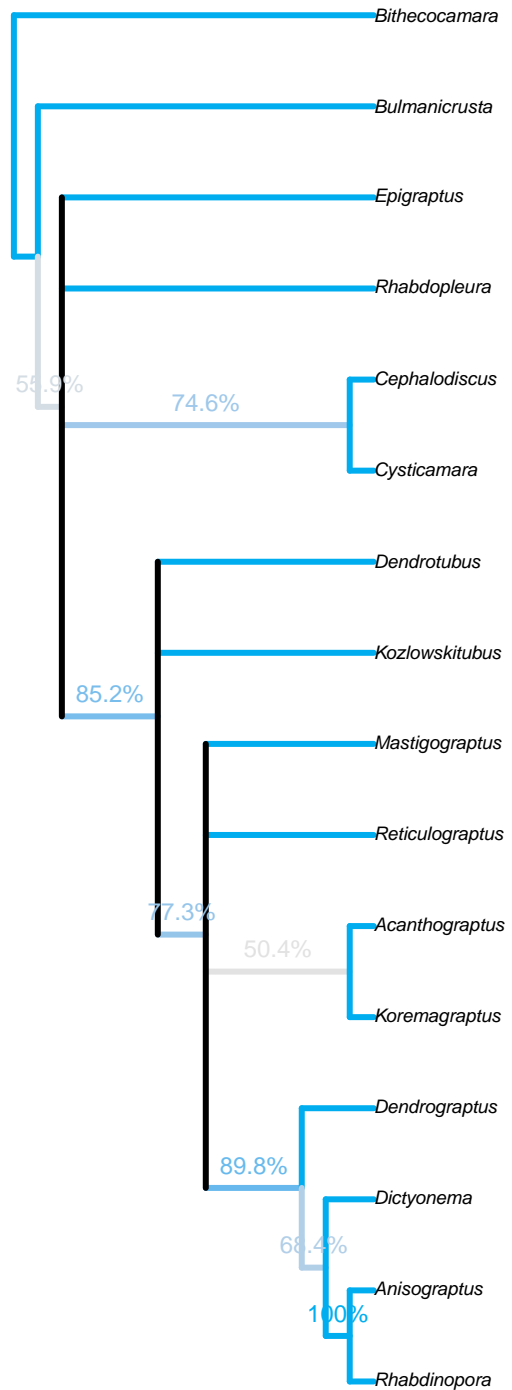 Bithecocamara
Bulmanicrusta
Epigraptus
Rhabdopleura
55.9%
Cephalodiscus
74.6%
Cysticamara
Dendrotubus
Kozlowskitubus
85.2%
Mastigograptus
Reticulograptus
77.3%
Acanthograptus
50.4%
Koremagraptus
Dendrograptus
89.8%
Dictyonema
68.4%
Anisograptus
100%
Rhabdinopora